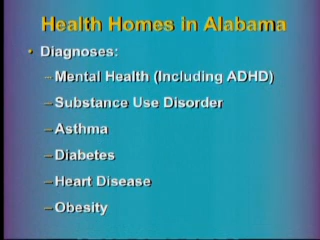 Health Homes in Alabama
• Diagnoses:
– Mental Health (Including ADHD)
– Substance Use Disorder
– Asthma
– Diabetes
– Heart Disease
– Obesity